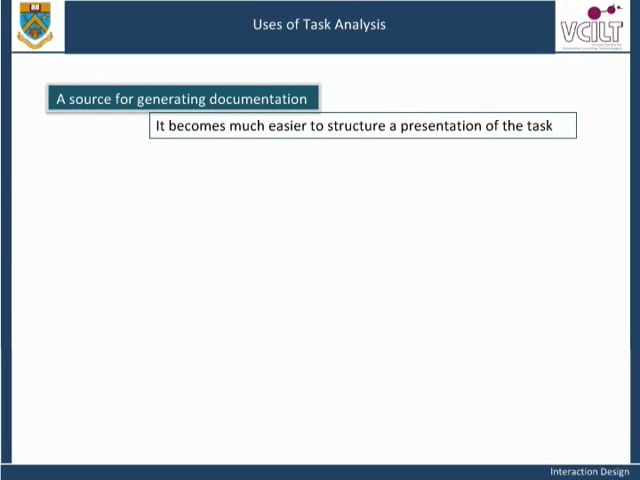 Uses of Task Analysis
VCILT
A source for generating documentation
It becomes much easier to structure a presentation of the task
Interaction Design